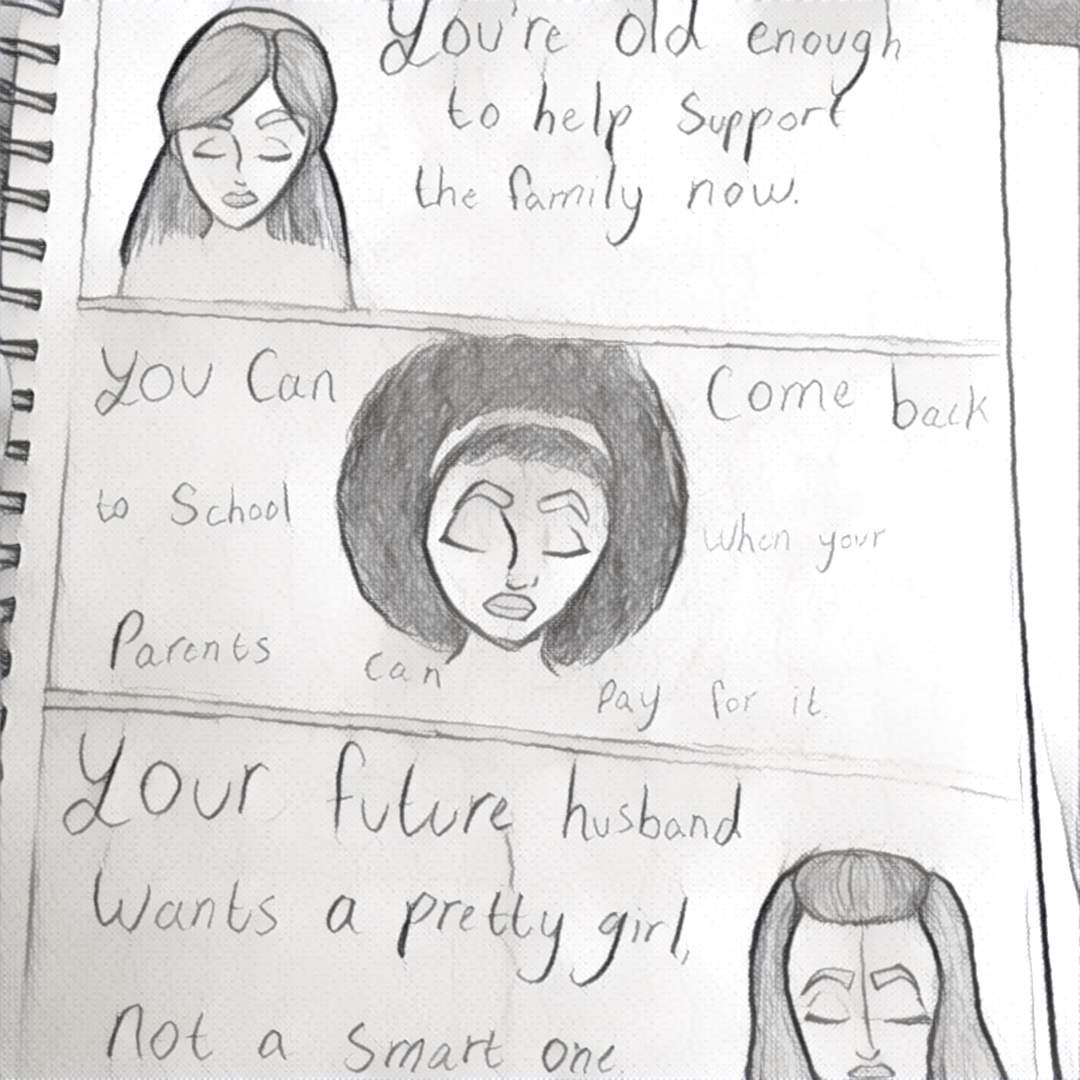 You're old enough
to help Support
the family now.
You Can Come back
to School When your
Parents can pay for it.
Your future husband
Wants a pretty girl,
Not a Smart one.